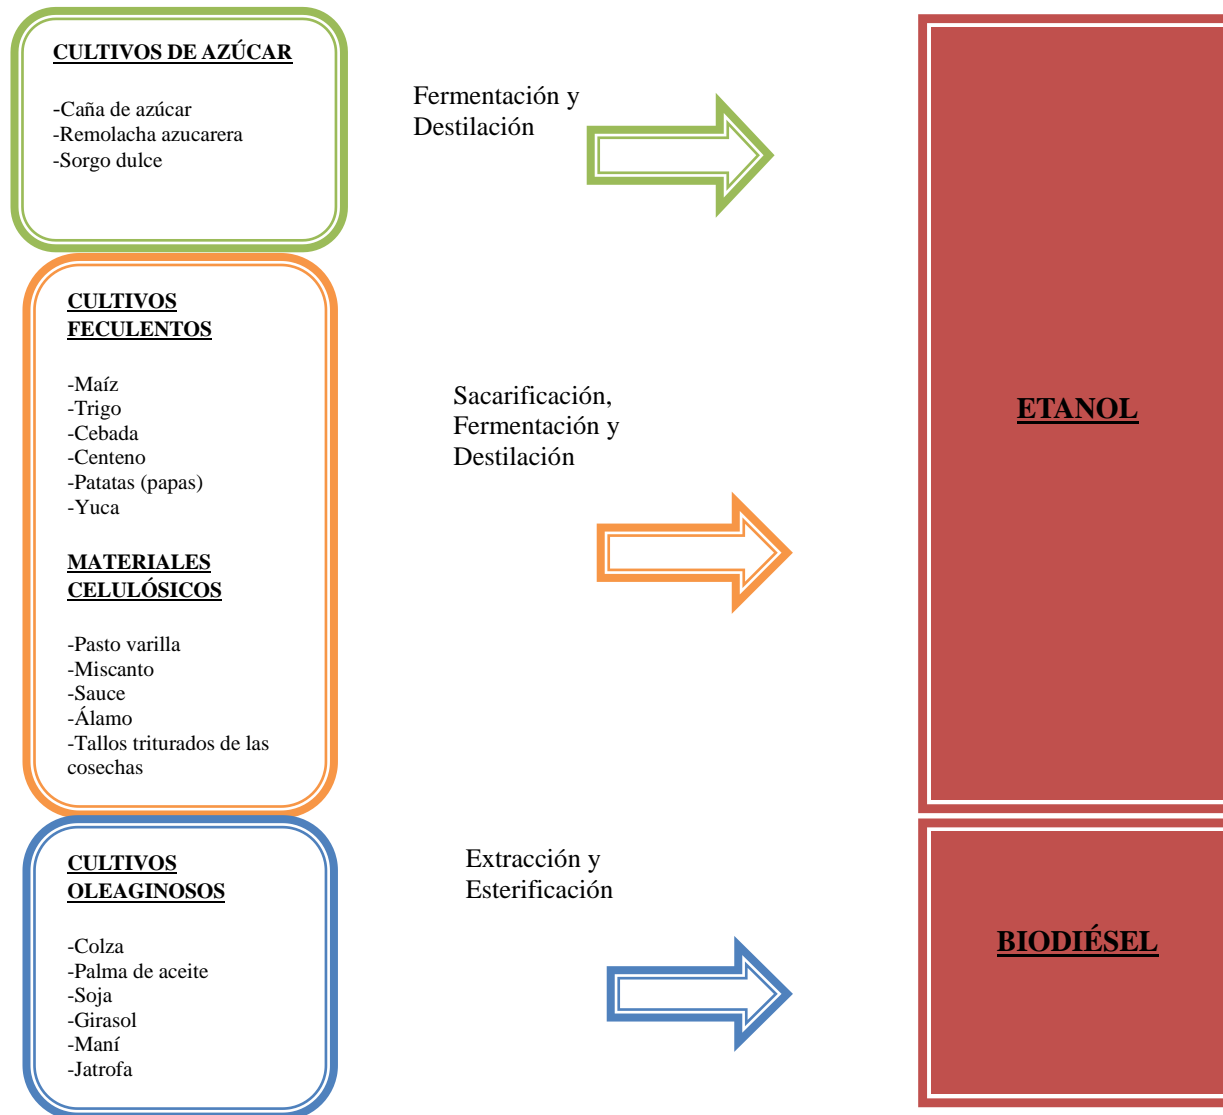 CULTIVOS DE AZÚCAR
-Caña de azúcar
-Remolacha azucarera
-Sorgo dulce
Fermentación y
Destilación
CULTIVOS
FECULENTOS
-Maíz
-Trigo
-Cebada
-Centeno
-Patatas (papas)
-Yuca
MATERIALES
CELULÓSICOS
-Pasto varilla
-Miscanto
-Sauce
-Álamo
-Tallos triturados de las
cosechas
Sacarificación,
Fermentación y
Destilación
ETANOL
CULTIVOS
OLEAGINOSOS
-Colza
-Palma de aceite
-Soja
-Girasol
-Maní
-Jatrofa
Extracción y
Esterificación
BIODIÉSEL